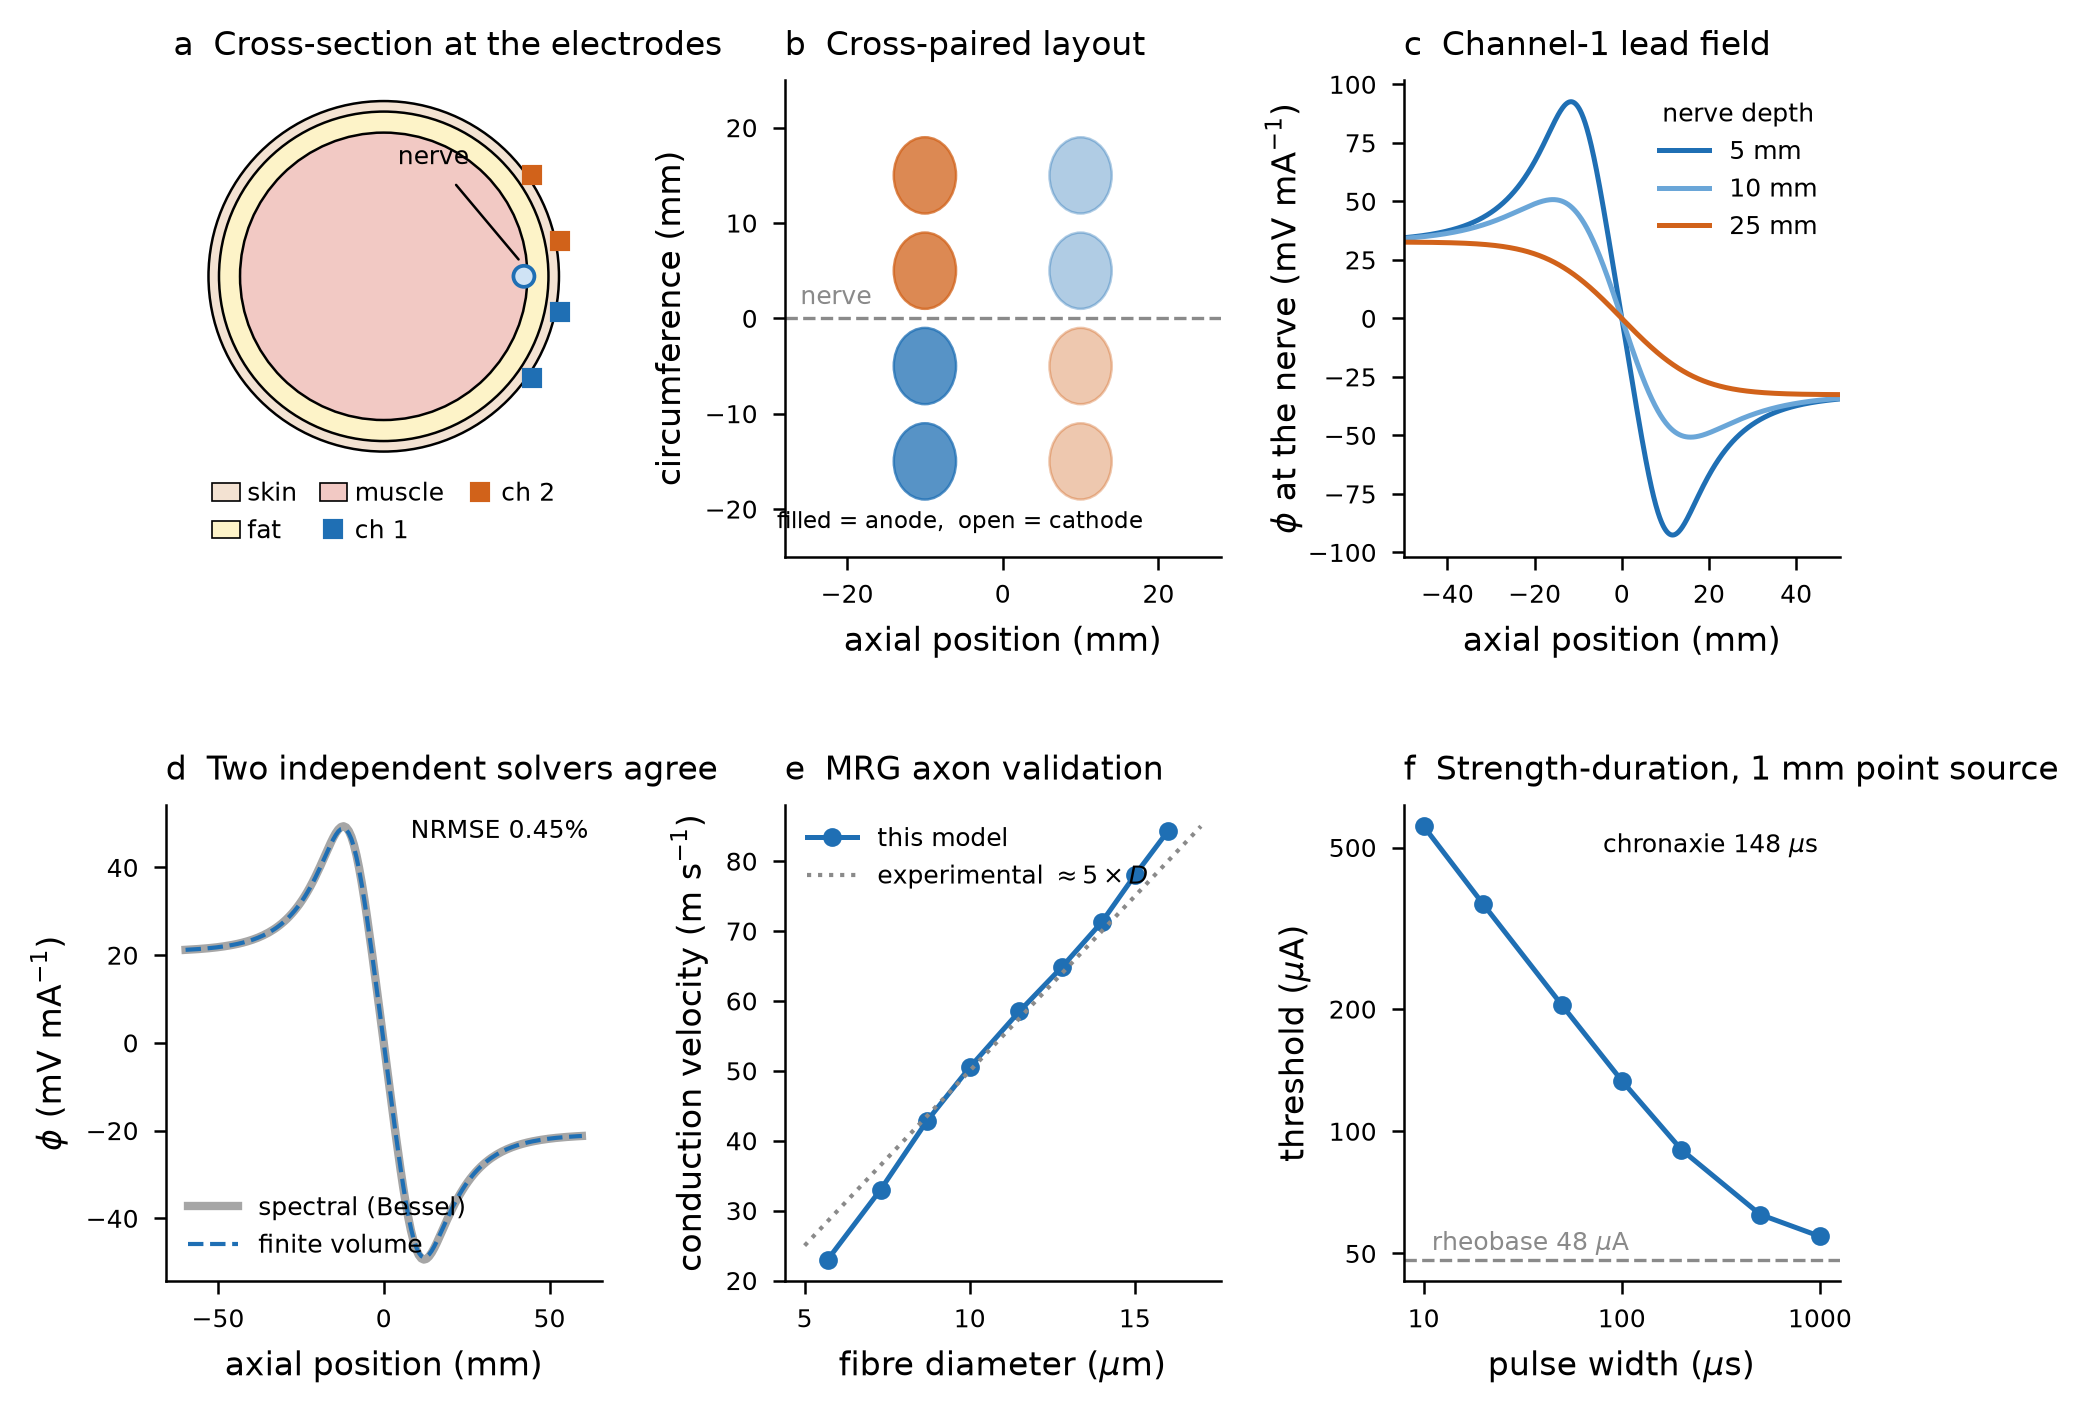 a Cross-section at the electrodes
nerve
skin
muscle
ch 2
fat
ch 1
b Cross-paired layout
circumference (mm)
20
10
0
−10
−20
nerve
filled = anode, open = cathode
−20
0
20
axial position (mm)
c Channel-1 lead field
ϕ at the nerve (mV mA⁻¹)
100
75
50
25
0
−25
−50
−75
−100
nerve depth
5 mm
10 mm
25 mm
−40
−20
0
20
40
axial position (mm)
d Two independent solvers agree
ϕ (mV mA⁻¹)
40
20
0
−20
−40
NRMSE 0.45%
spectral (Bessel)
finite volume
−50
0
50
axial position (mm)
e MRG axon validation
conduction velocity (m s⁻¹)
80
70
60
50
40
30
20
this model
experimental ≈ 5 × D
5
10
15
fibre diameter (μm)
f Strength-duration, 1 mm point source
threshold (μA)
500
200
100
50
chronaxie 148 μs
rheobase 48 μA
10
100
1000
pulse width (μs)